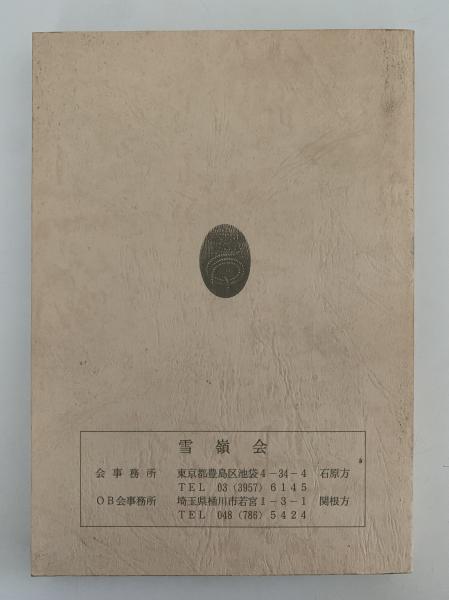 雪嶺会
会事務所 東京都豊島区池袋4-34-4 石原方
TEL 03(3957)6145
OB会事務所 埼玉県桶川市若宮1-3-1 関根方
TEL 048(786)5424